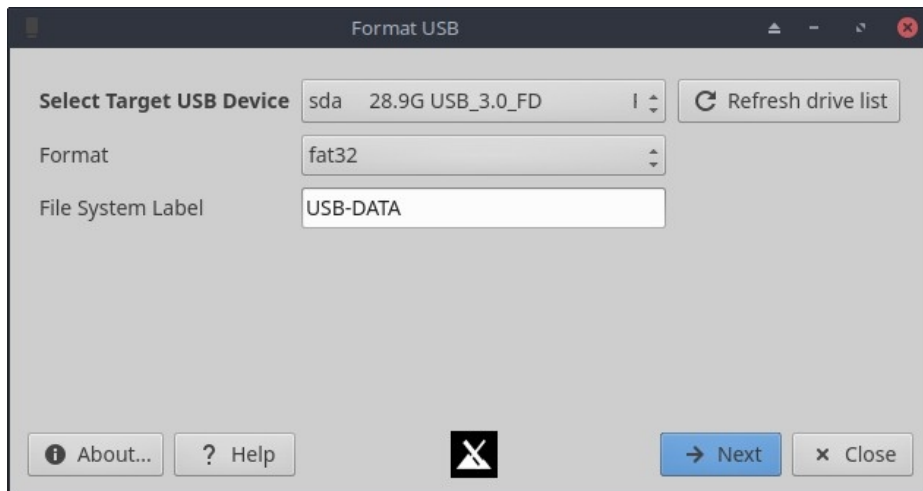 Format USB
Select Target USB Device sda 28.9G USB_3.0_FD Refresh drive list
Format fat32
File System Label USB-DATA
About... ? Help Next Close